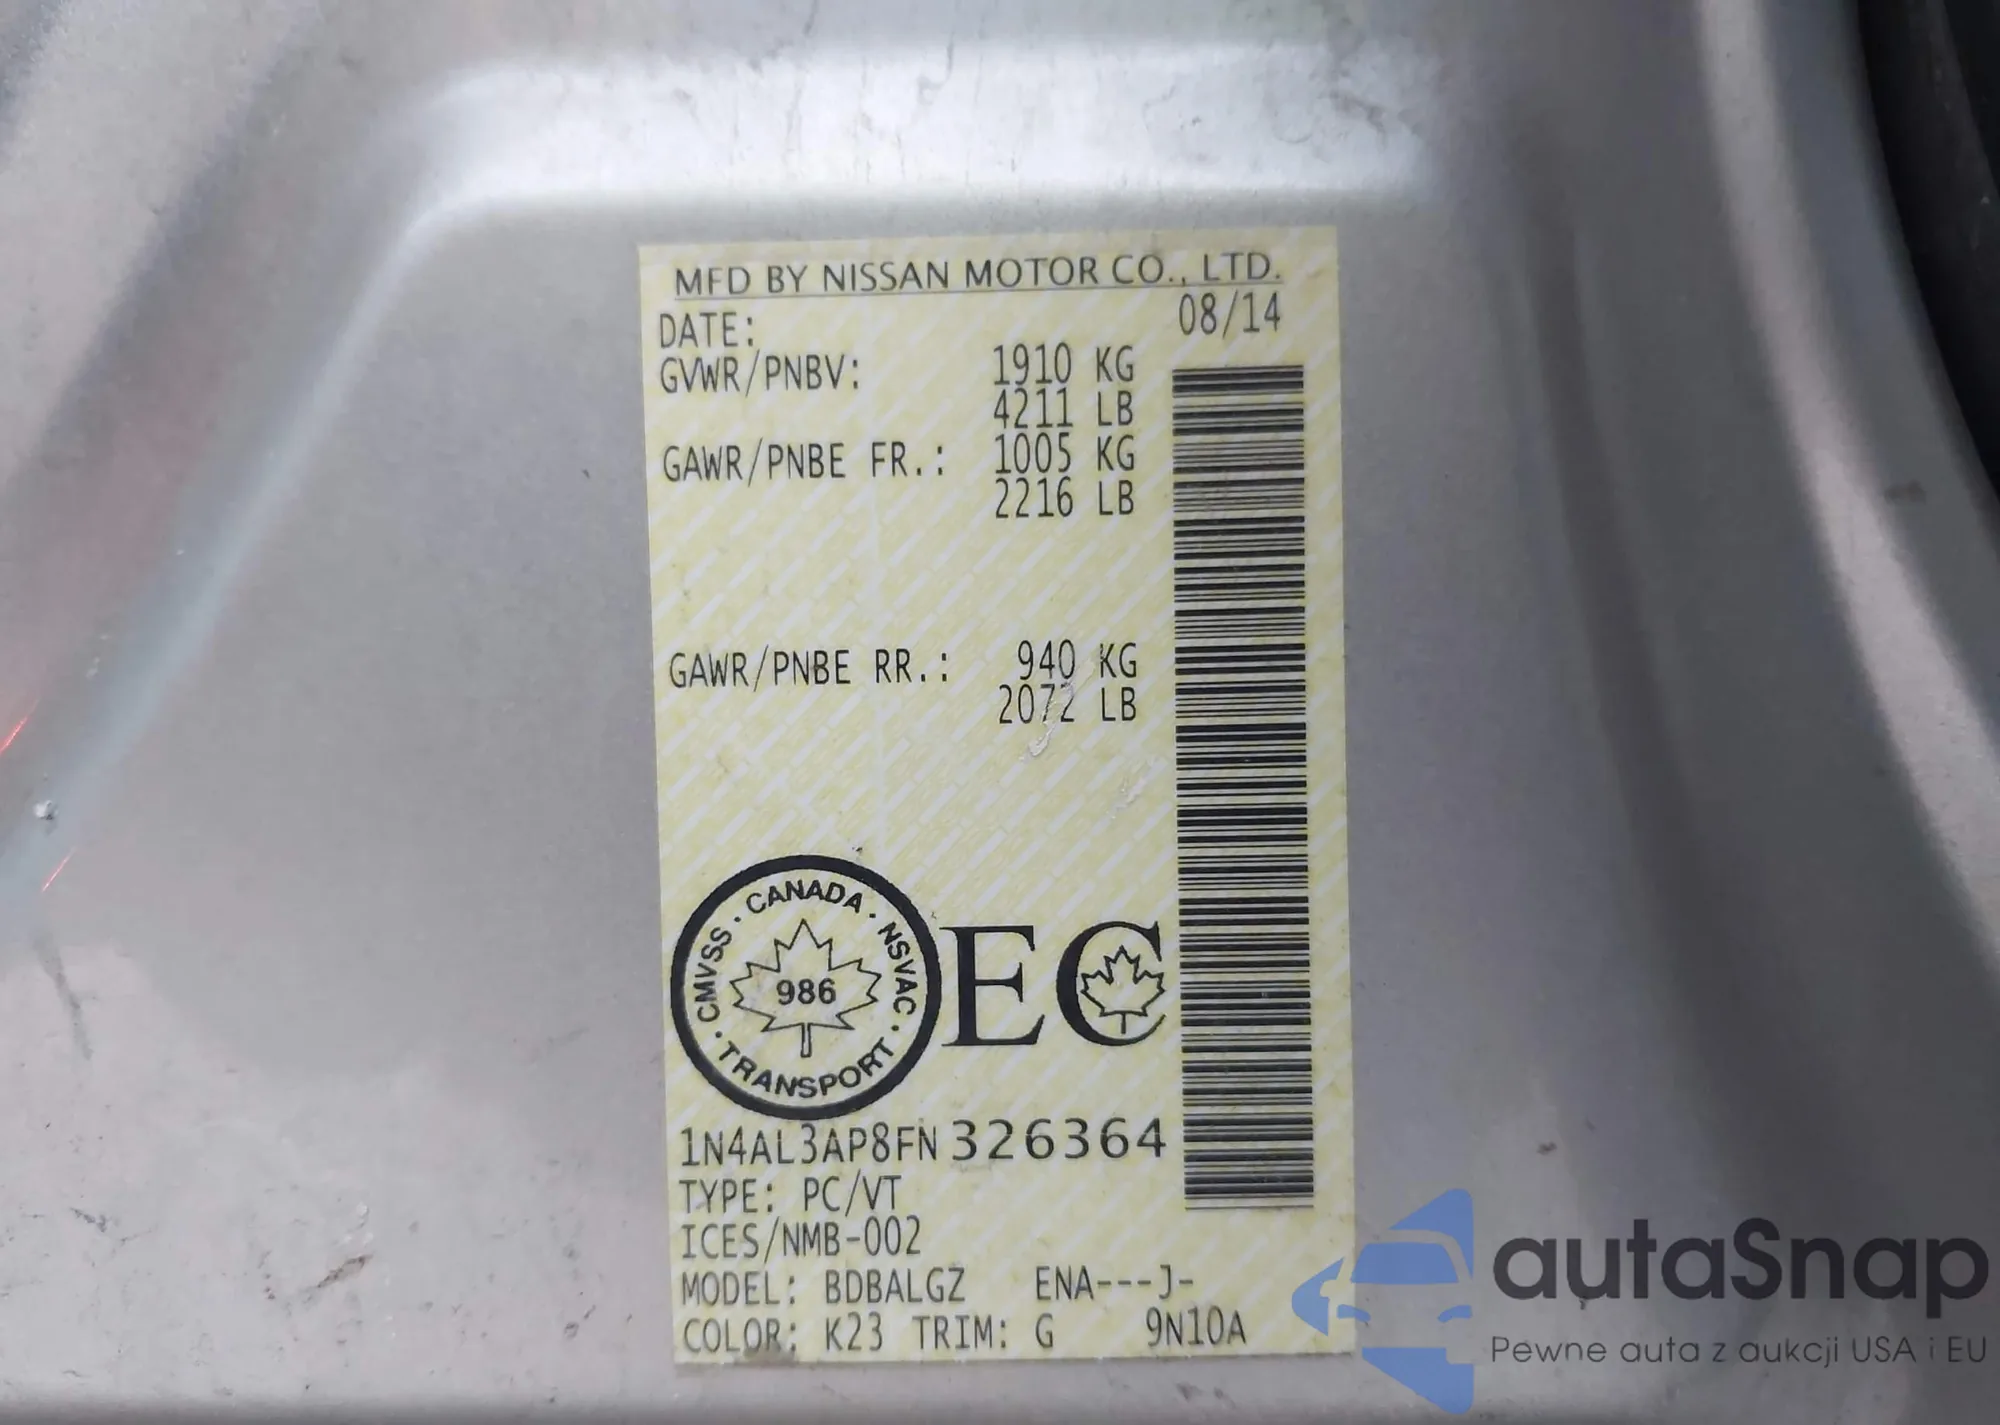 MFD BY NISSAN MOTOR CO., LTD.
DATE: 08/14
GVWR/PNBV: 1910 KG
4211 LB
GAWR/PNBE FR.: 1005 KG
2216 LB
GAWR/PNBE RR.: 940 KG
2072 LB
CMVSS · CANADA · NSVAC · TRANSPORT ·
986
EC
1N4AL3AP8FN326364
TYPE: PC/VT
ICES/NMB-002
MODEL: BDBALGZ ENA---J-
COLOR: K23 TRIM: G 9N10A
autaSnap
Pewne auta z aukcji USA i EU